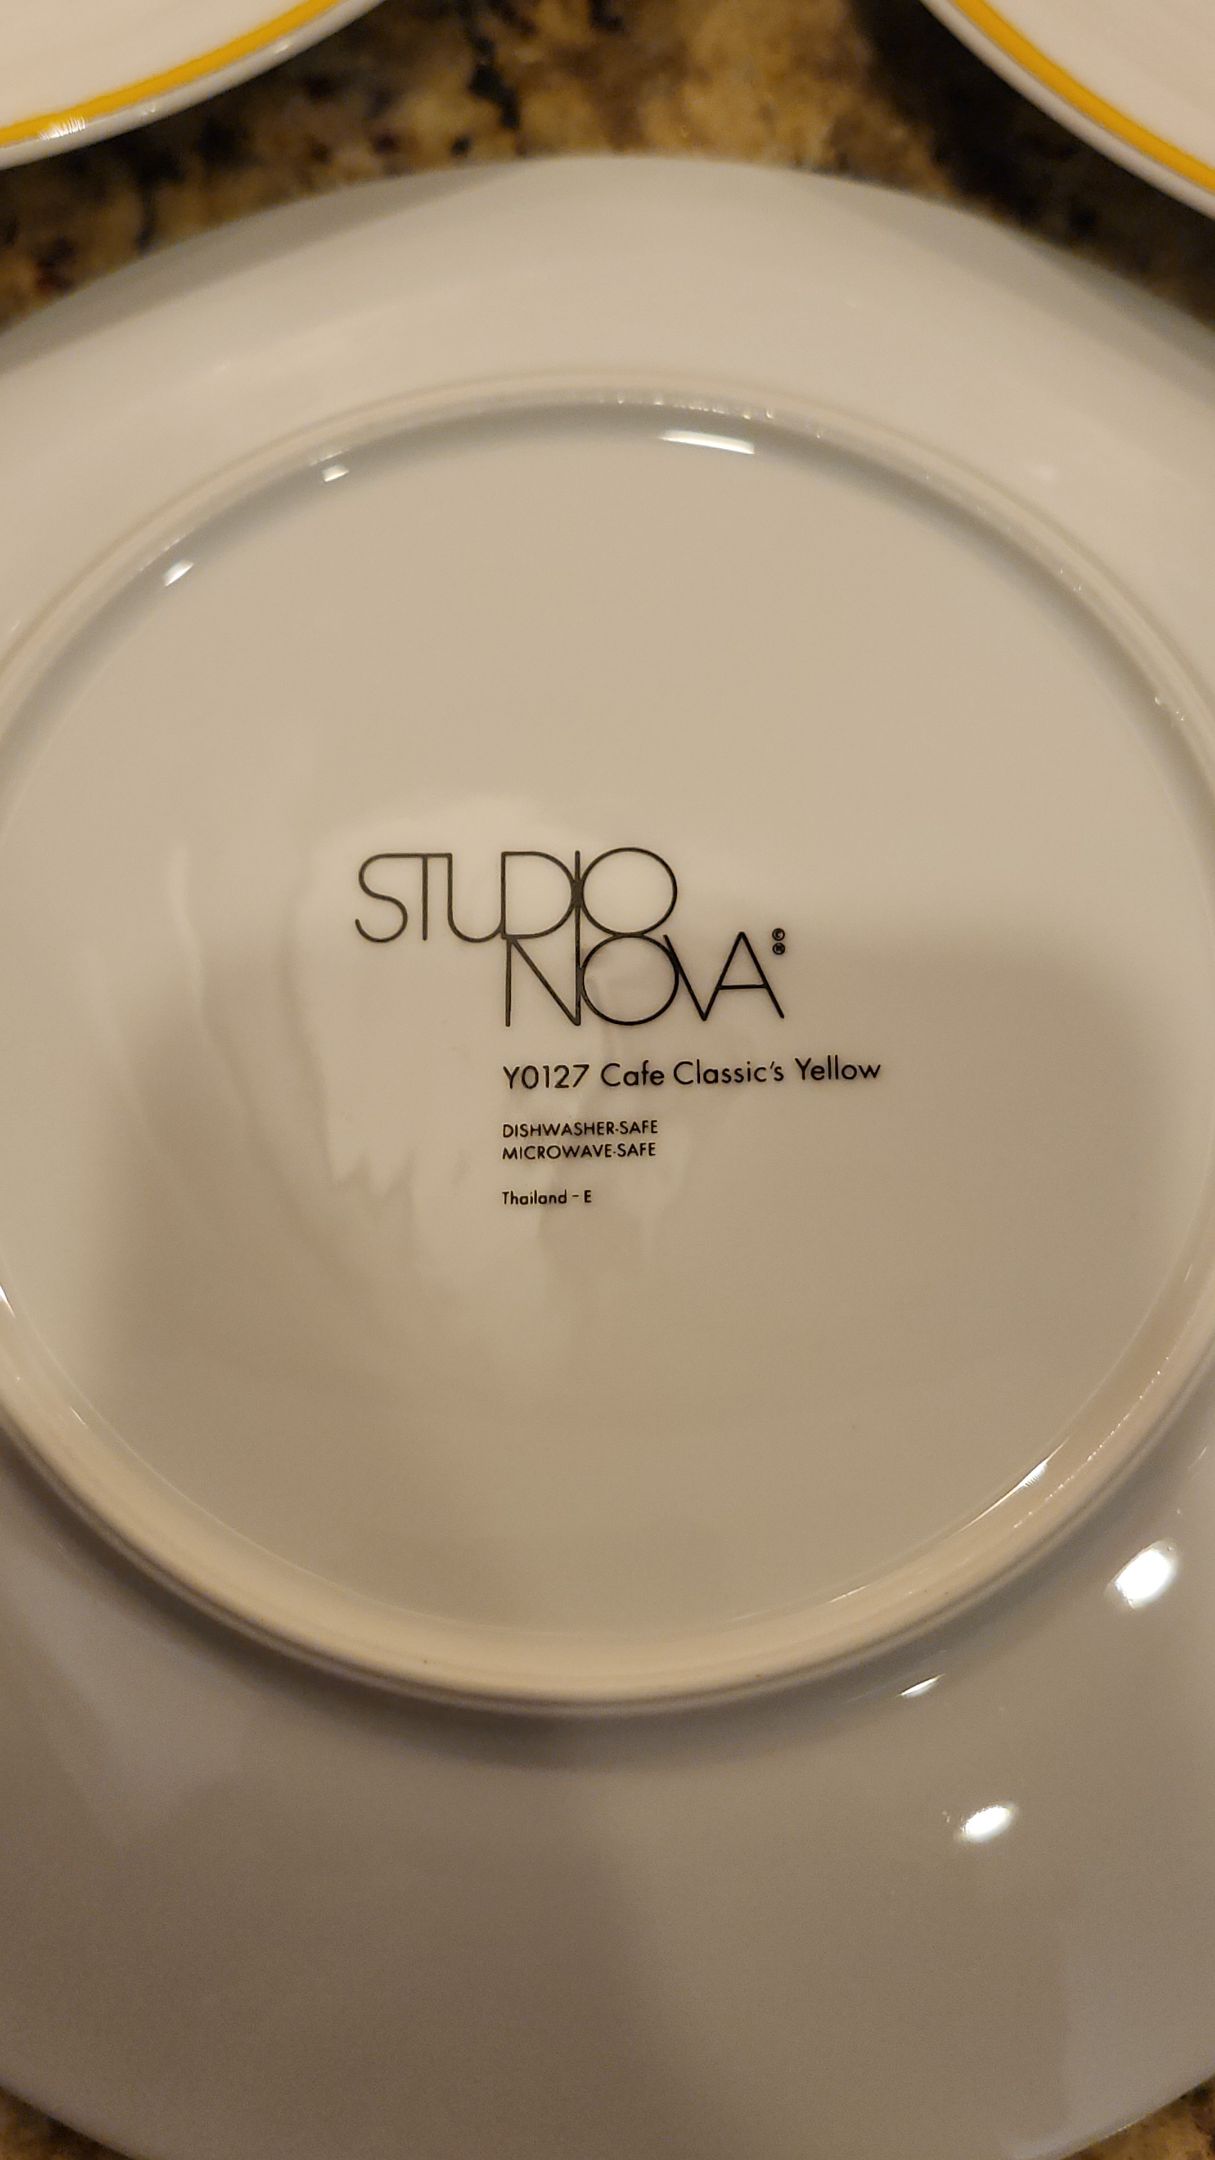 STUDIO
NOVA ©®
Y0127 Cafe Classic's Yellow
DISHWASHER-SAFE
MICROWAVE-SAFE
Thailand - E